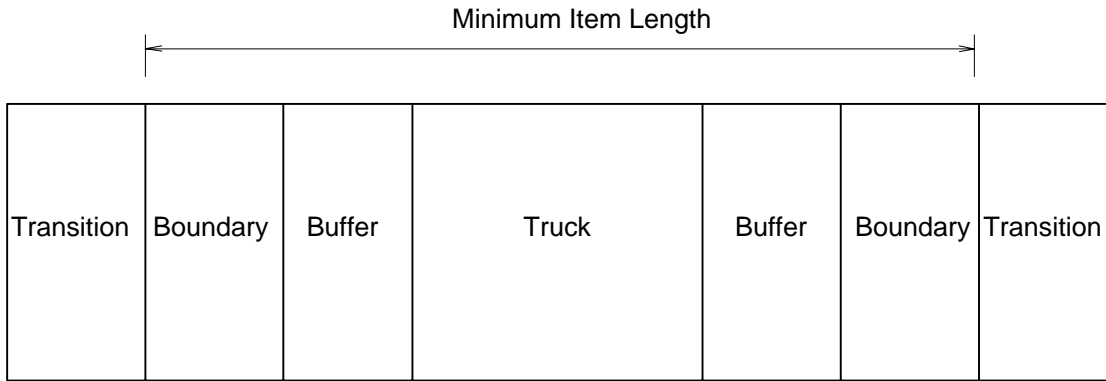 Minimum Item Length
Transition Boundary Buffer Truck Buffer Boundary Transition